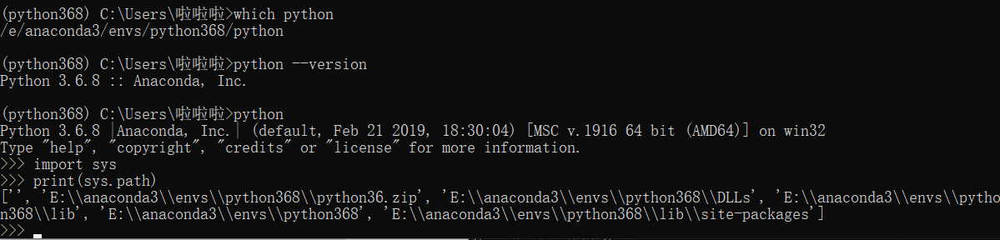 (python368) C:\Users\啦啦啦>which python
/e/anaconda3/envs/python368/python
(python368) C:\Users\啦啦啦>python --version
Python 3.6.8 :: Anaconda, Inc.
(python368) C:\Users\啦啦啦>python
Python 3.6.8 |Anaconda, Inc.| (default, Feb 21 2019, 18:30:04) [MSC v.1916 64 bit (AMD64)] on win32
Type "help", "copyright", "credits" or "license" for more information.
>>> import sys
>>> print(sys.path)
['', 'E:\\anaconda3\\envs\\python368\\python36.zip', 'E:\\anaconda3\\envs\\python368\\DLLs', 'E:\\anaconda3\\envs\\pytho
n368\\lib', 'E:\\anaconda3\\envs\\python368', 'E:\\anaconda3\\envs\\python368\\lib\\site-packages']
>>>